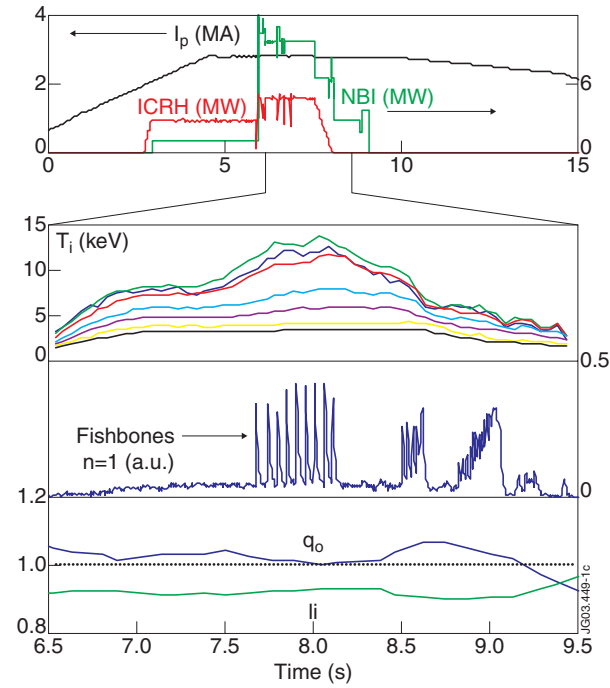 4
I_p (MA)
2
ICRH (MW)
NBI (MW)
6
0
0
0
5
10
15
15
T_i (keV)
10
5
0
0.5
Fishbones
n=1 (a.u.)
0
1.2
q_o
1.0
li
0.8
6.5
7.0
7.5
8.0
8.5
9.0
9.5
Time (s)
JG03.449-1c